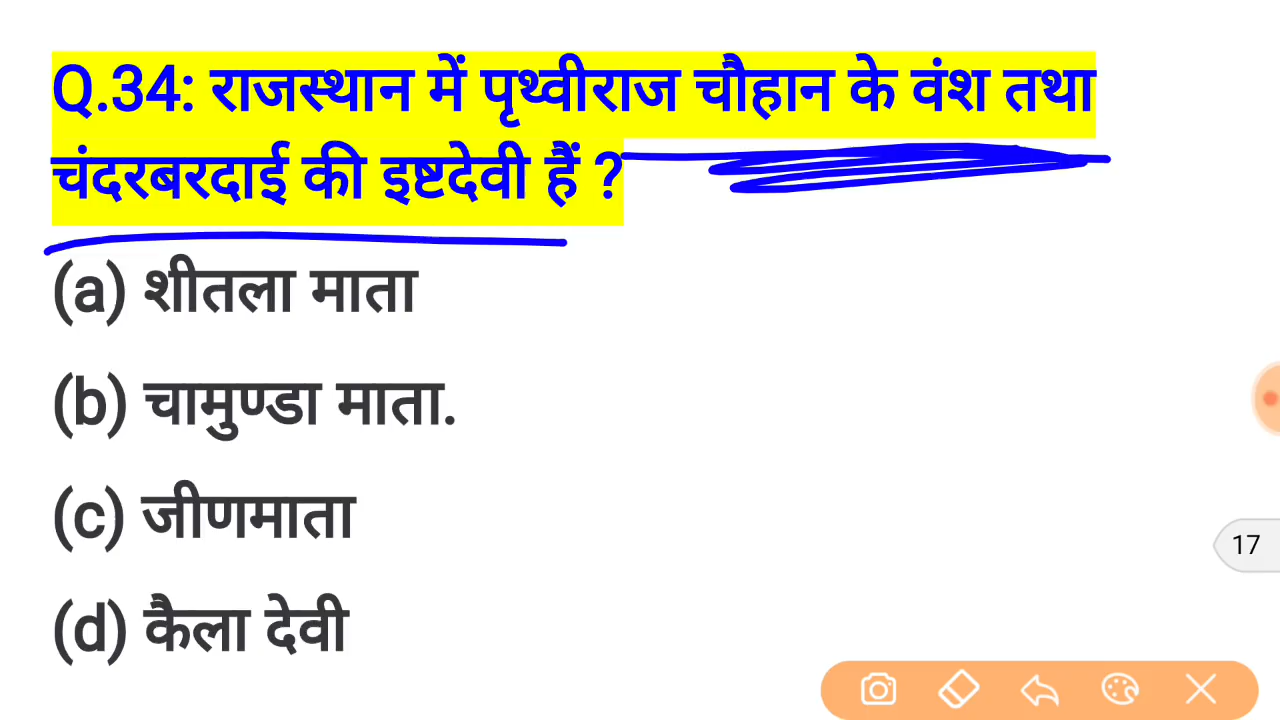 Q.34: राजस्थान में पृथ्वीराज चौहान के वंश तथा
चंदरबरदाई की इष्टदेवी हैं ?
(a) शीतला माता
(b) चामुण्डा माता.
(c) जीणमाता
17
(d) कैला देवी